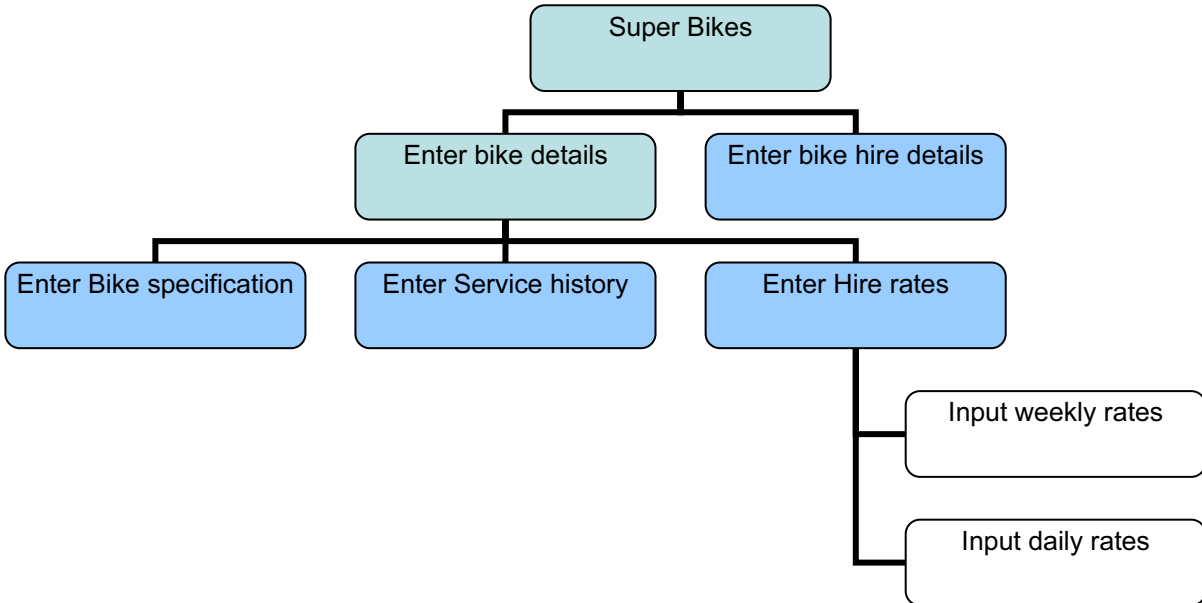 Super Bikes
Enter bike details
Enter bike hire details
Enter Bike specification
Enter Service history
Enter Hire rates
Input weekly rates
Input daily rates